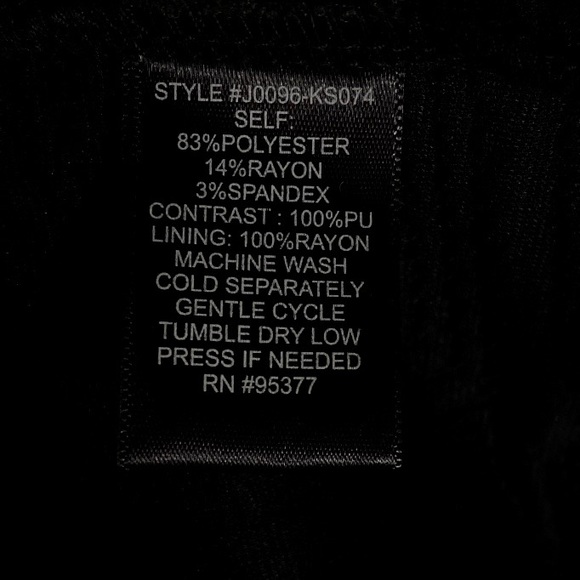 STYLE #J0096-KS074
SELF:
83%POLYESTER
14%RAYON
3%SPANDEX
CONTRAST : 100%PU
LINING: 100%RAYON
MACHINE WASH
COLD SEPARATELY
GENTLE CYCLE
TUMBLE DRY LOW
PRESS IF NEEDED
RN #95377